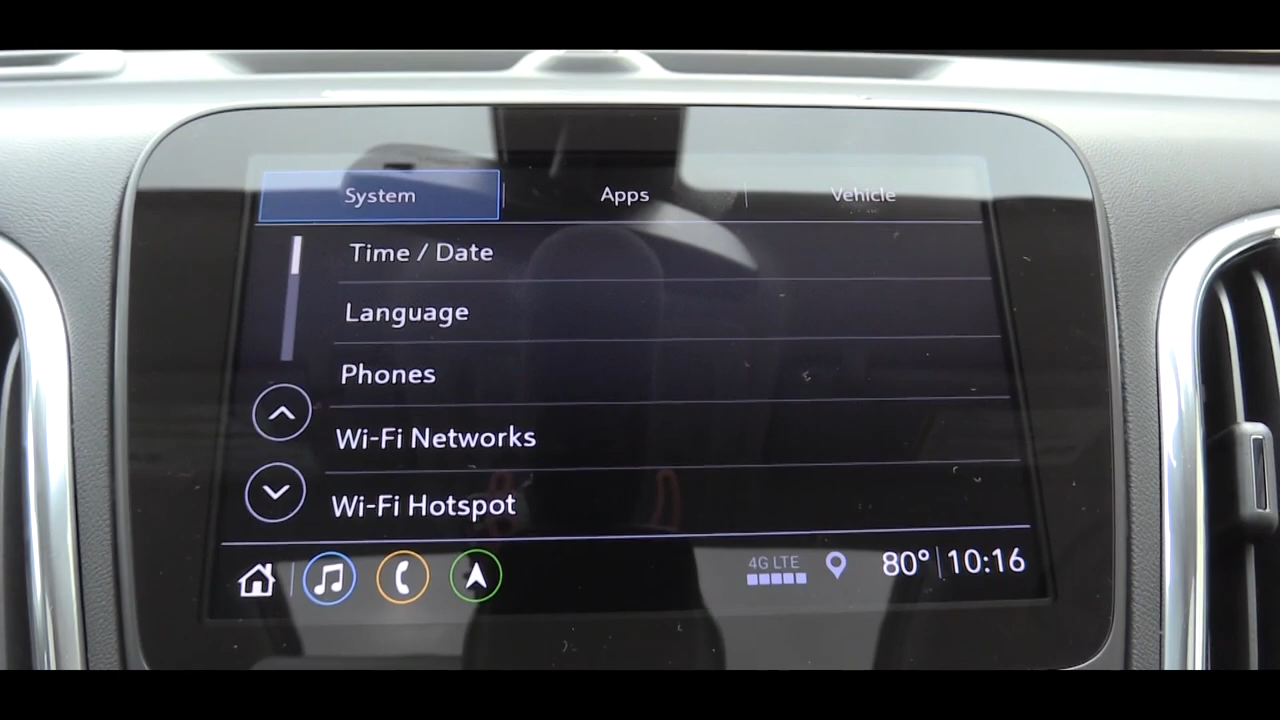 System Apps Vehicle
Time / Date
Language
Phones
Wi-Fi Networks
Wi-Fi Hotspot
4G LTE 80° 10:16